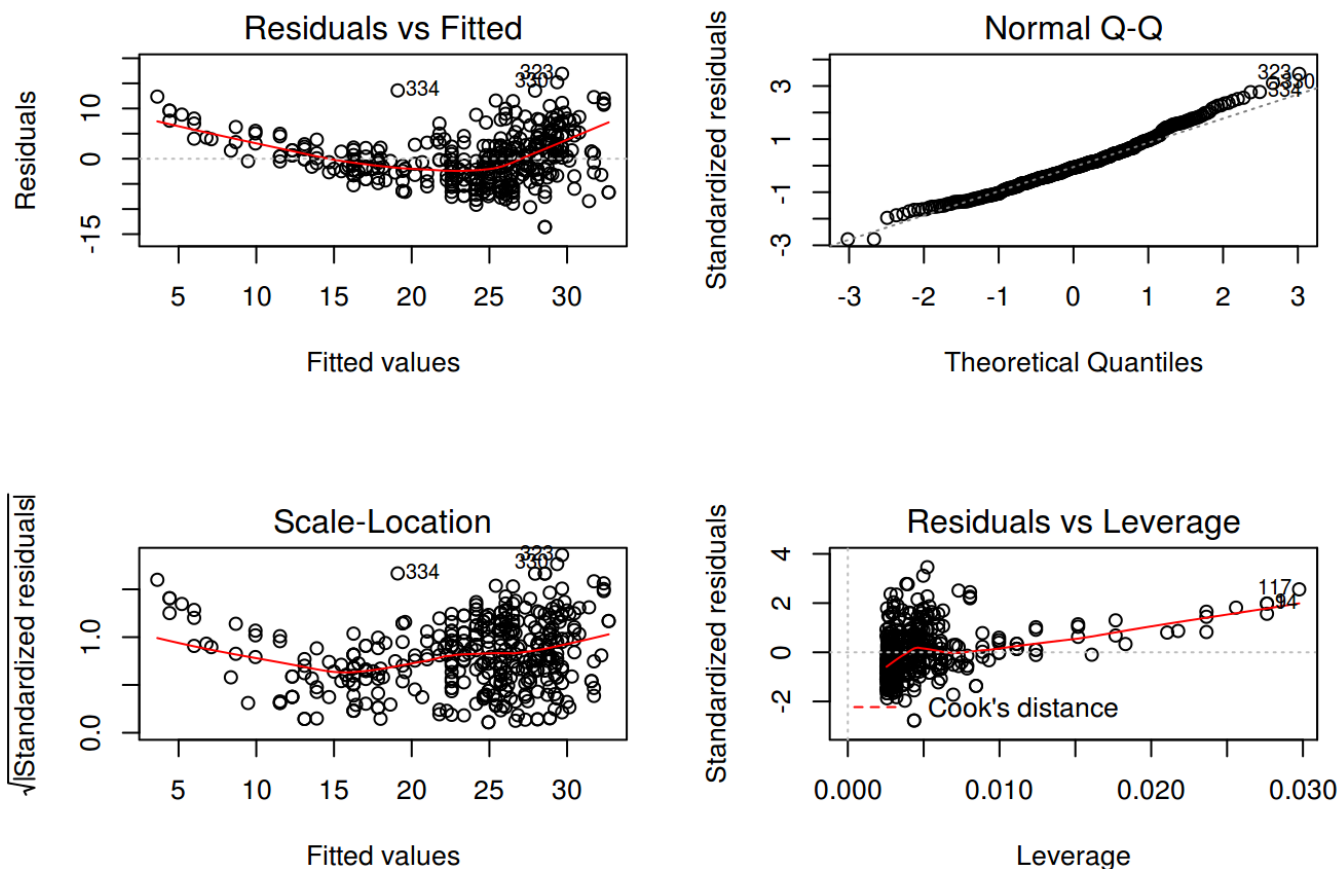 Residuals vs Fitted
Residuals
10
0
-15
323
330
334
5 10 15 20 25 30
Fitted values
Normal Q-Q
Standardized residuals
3
1
-1
-3
323
330
334
-3 -2 -1 0 1 2 3
Theoretical Quantiles
Scale-Location
√|Standardized residuals|
1.0
0.0
323
330
334
5 10 15 20 25 30
Fitted values
Residuals vs Leverage
Standardized residuals
4
2
0
-2
117
94
Cook's distance
0.000 0.010 0.020 0.030
Leverage